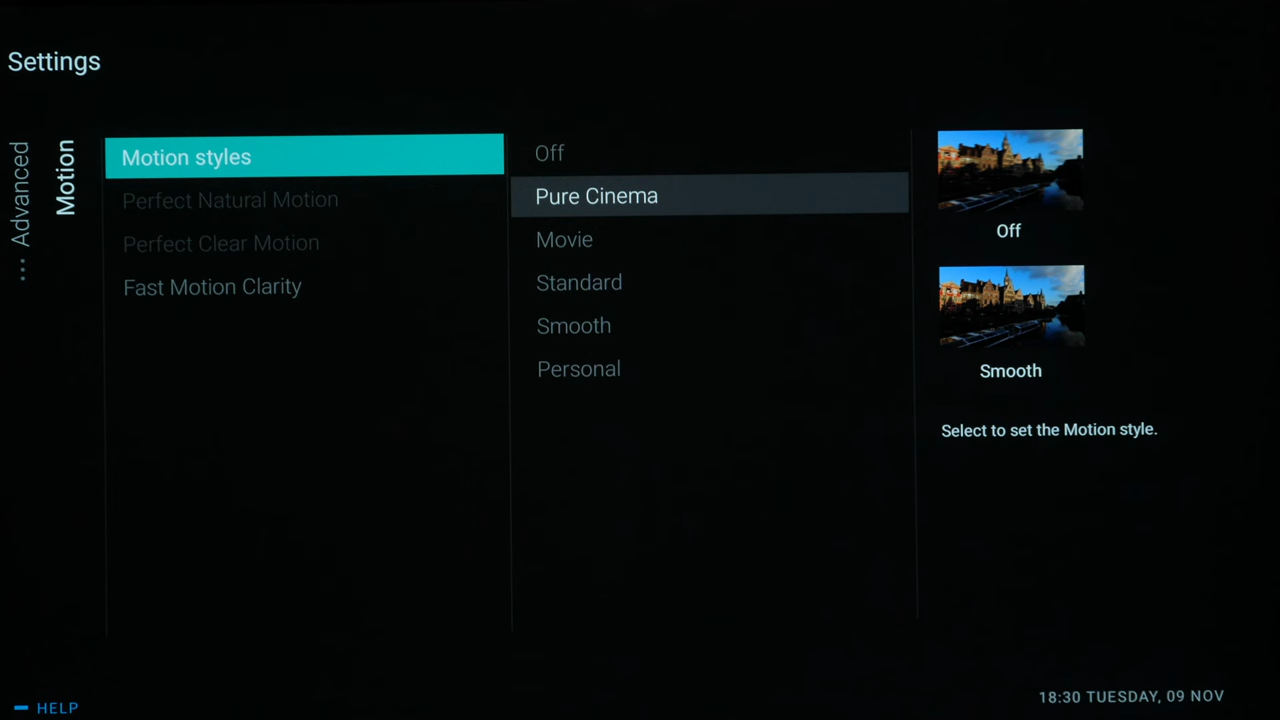 Settings
Advanced
Motion
Motion styles
Perfect Natural Motion
Perfect Clear Motion
Fast Motion Clarity
Off
Pure Cinema
Movie
Standard
Smooth
Personal
Off
Smooth
Select to set the Motion style.
HELP
18:30 TUESDAY, 09 NOV